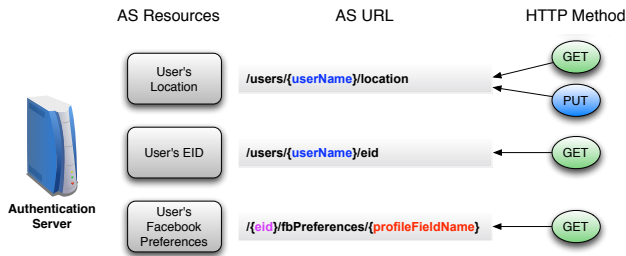 AS Resources AS URL HTTP Method
User's
Location
/users/{userName}/location
GET
PUT
User's EID
/users/{userName}/eid
GET
Authentication
Server
User's
Facebook
Preferences
/{eid}/fbPreferences/{profileFieldName}
GET